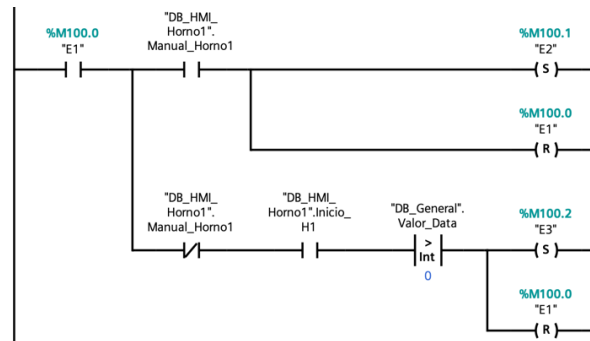 %M100.0
"E1"
"DB_HMI_
Horno1".
Manual_Horno1
%M100.1
"E2"
S
%M100.0
"E1"
R
"DB_HMI_
Horno1".
Manual_Horno1
"DB_HMI_
Horno1".Inicio_
H1
"DB_General".
Valor_Data
>
Int
0
%M100.2
"E3"
S
%M100.0
"E1"
R